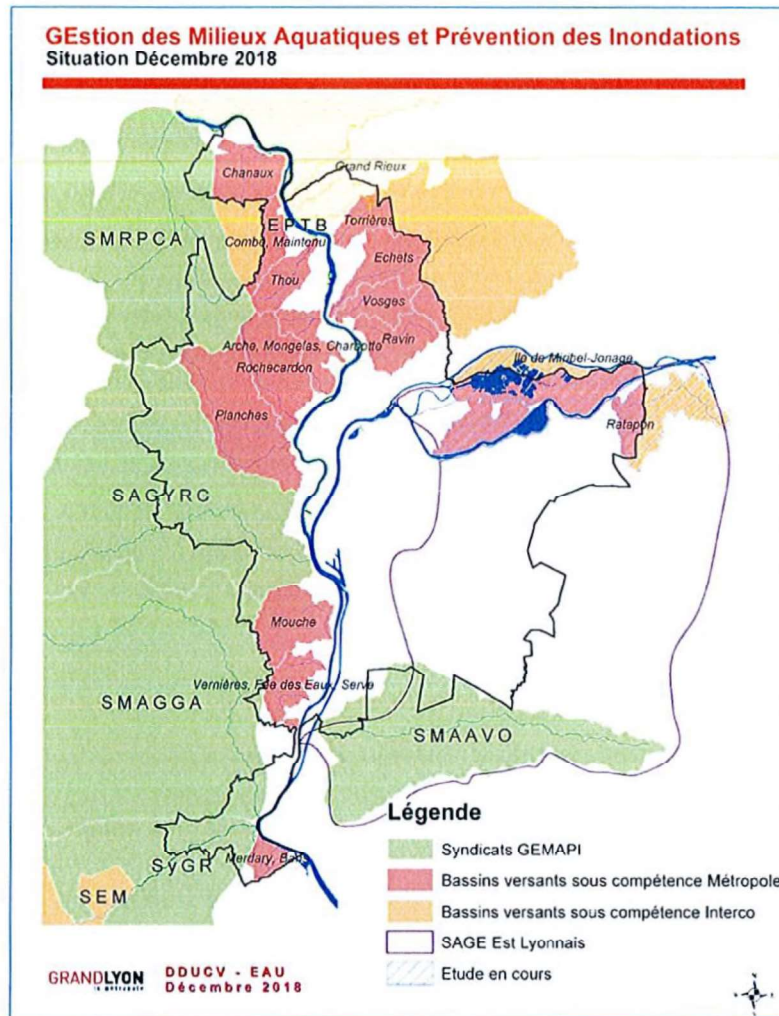 GEstion des Milieux Aquatiques et Prévention des Inondations
Situation Décembre 2018
Chanaux
Grand Rieux
SMRPCA
EPTB
Torrières
Combe, Maintenu
Echets
Thou
Vosges
Arche, Mongelas, Charbotte
Ravin
Rochecardon
Ile de Miribel-Jonage
Planches
Ratapon
SAGYRC
Mouche
Vernières, Fée des Eaux, Serve
SMAGGA
SMAAVO
SyGR
Merdary,
SEM
Légende
Syndicats GEMAPI
Bassins versants sous compétence Métropole
Bassins versants sous compétence Interco
SAGE Est Lyonnais
Etude en cours
GRANDLYON
la métropole
DDUCV - EAU
Décembre 2018